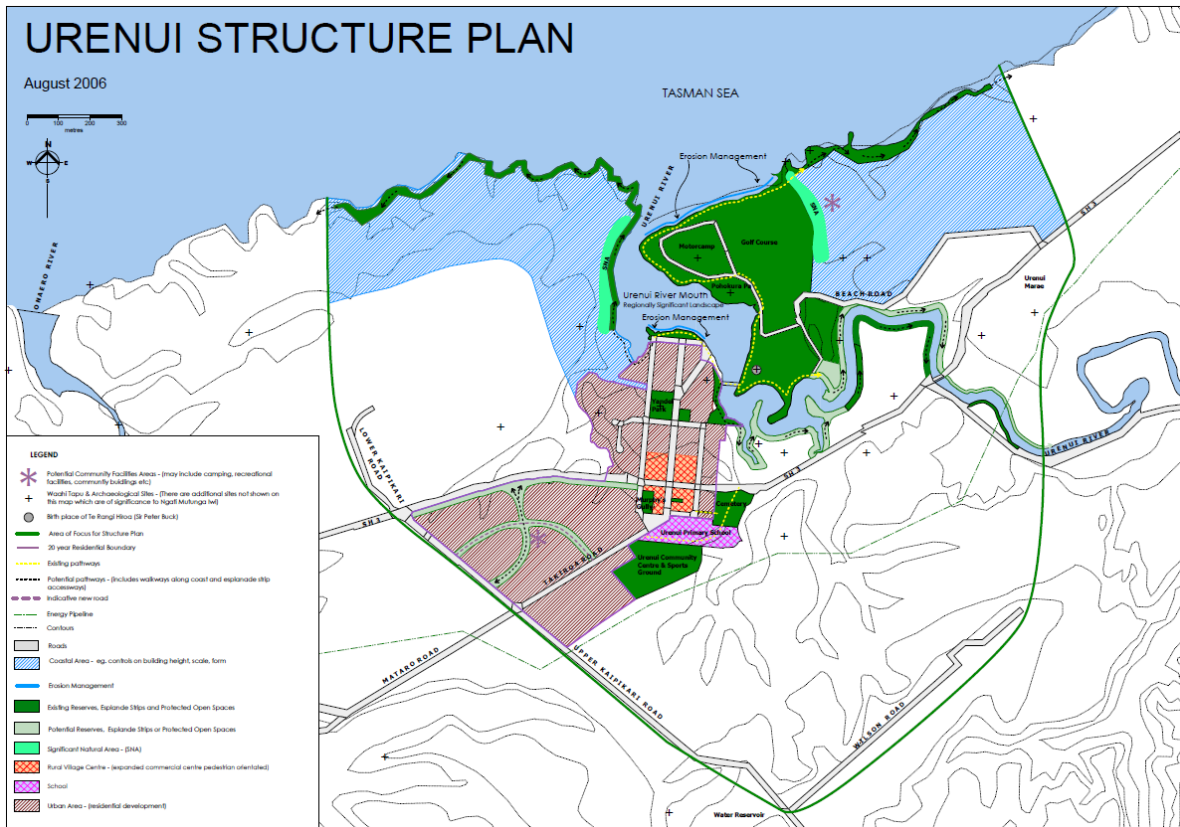 URENUI STRUCTURE PLAN
August 2006
0 100 200 300
metres
N
W E
S
TASMAN SEA
Erosion Management
URENUI RIVER
SNA
SNA
Motorcamp
Golf Course
Pohokura Pa
Urenui River Mouth
Regionally Significant Landscape
Erosion Management
BEACH ROAD
SH 3
Urenui
Marae
ONAERO RIVER
Yandel
Park
LOWER KAIPIKARI
ROAD
SH 3
SH 3
URENUI RIVER
Gully
Cemetery
Urenui Primary School
Urenui Community
Centre & Sports
Ground
TAKIROA ROAD
MATARO ROAD
UPPER KAIPIKARI ROAD
WILSON ROAD
Water Reservoir
LEGEND
Potential Community Facilities Areas - (may include camping, recreational
facilities, community buildings etc)
Waahi Tapu & Archaeological Sites - (There are additional sites not shown on
this map which are of significance to Ngati Mutunga Iwi)
Birth place of Te Rangi Hiroa (Sir Peter Buck)
Area of Focus for Structure Plan
20 year Residential Boundary
Existing pathways
Potential pathways - (includes walkways along coast and esplanade strip
accessways)
Indicative new road
Energy Pipeline
Contours
Roads
Coastal Area - eg. controls on building height, scale, form
Erosion Management
Existing Reserves, Esplande Strips and Protected Open Spaces
Potential Reserves, Esplande Strips or Protected Open Spaces
Significant Natural Area - (SNA)
Rural Village Centre - (expanded commercial centre pedestrian orientated)
School
Urban Area - (residential development)